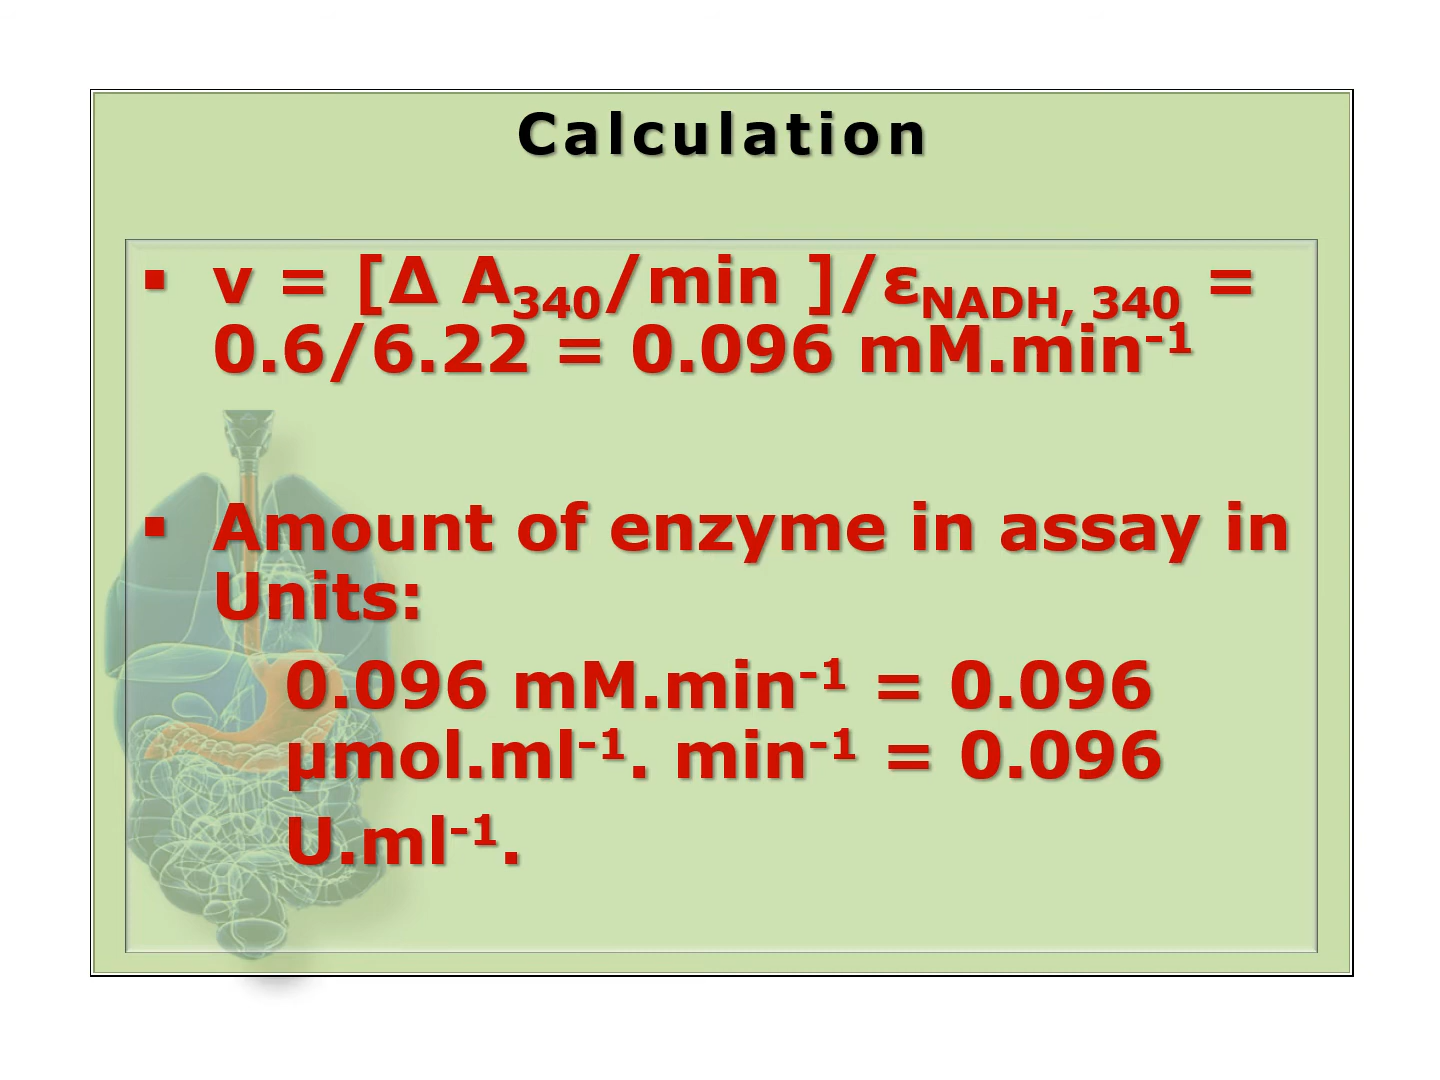 Calculation
▪ v = [Δ A₃₄₀/min ]/ε_NADH, 340 =
0.6/6.22 = 0.096 mM.min⁻¹
▪ Amount of enzyme in assay in
Units:
0.096 mM.min⁻¹ = 0.096
µmol.ml⁻¹. min⁻¹ = 0.096
U.ml⁻¹.